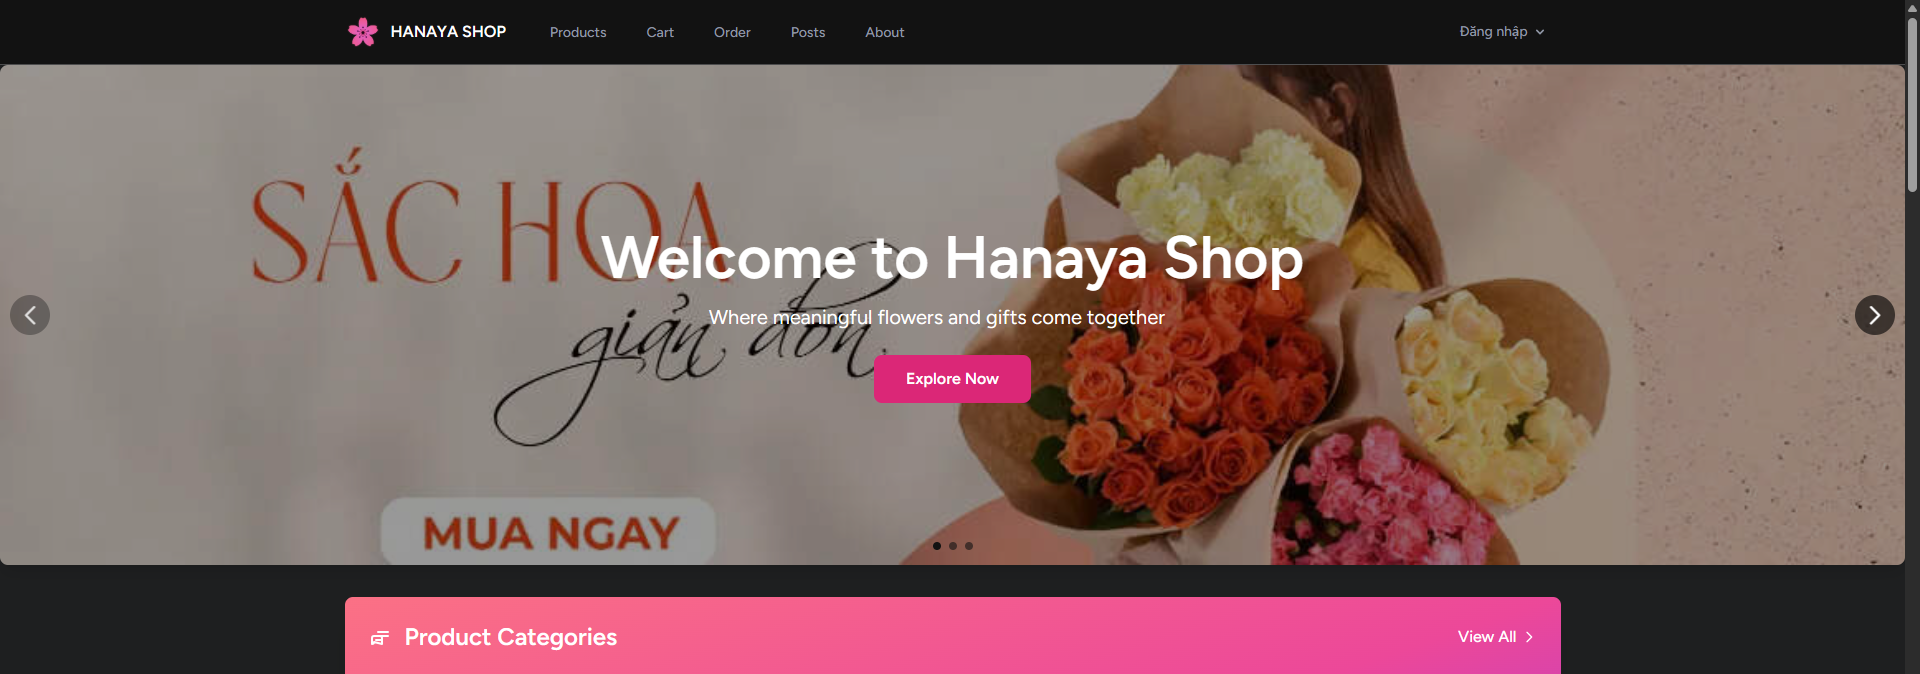 HANAYA SHOP
Products
Cart
Order
Posts
About
Đăng nhập
SẮC HOA
Welcome to Hanaya Shop
giản đơn
Where meaningful flowers and gifts come together
Explore Now
MUA NGAY
Product Categories
View All